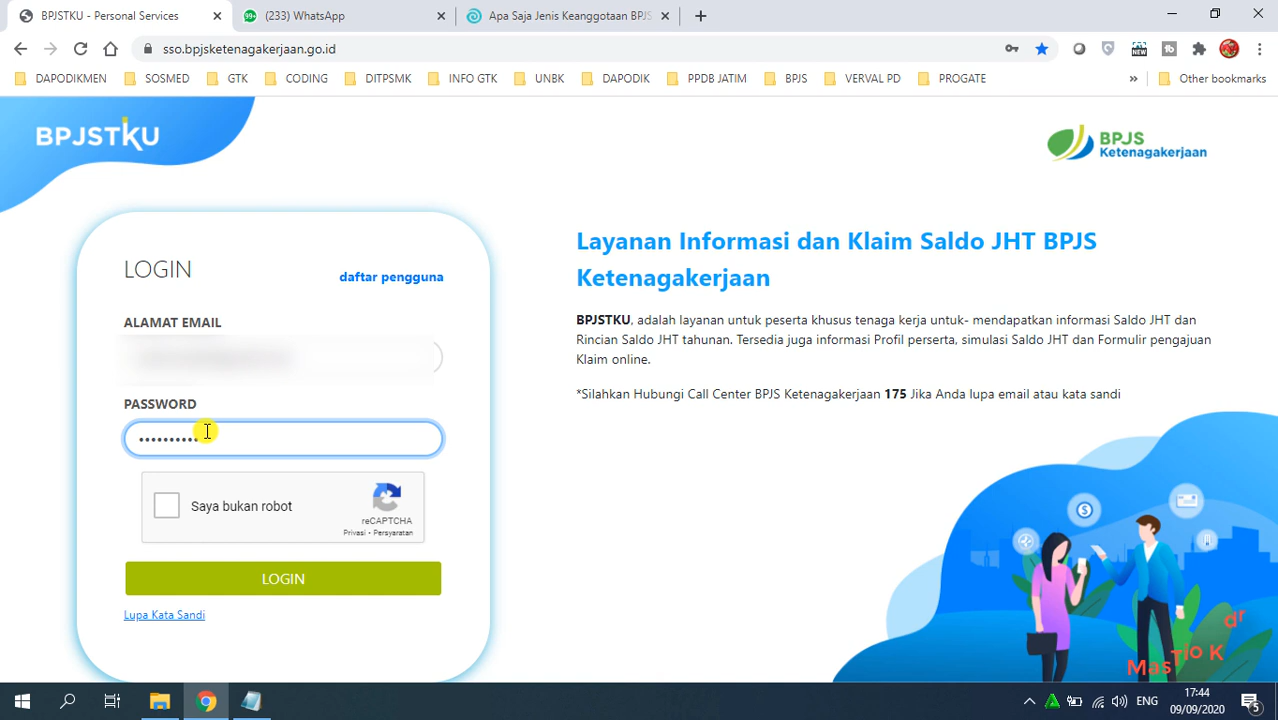 BPJSTKU - Personal Services
99+
(233) WhatsApp
Apa Saja Jenis Keanggotaan BPJS
sso.bpjsketenagakerjaan.go.id
NEW
DAPODIKMEN
SOSMED
GTK
CODING
DITPSMK
INFO GTK
UNBK
DAPODIK
PPDB JATIM
BPJS
VERVAL PD
PROGATE
Other bookmarks
BPJSTKU
BPJS
Ketenagakerjaan
LOGIN
daftar pengguna
ALAMAT EMAIL
PASSWORD
Saya bukan robot
reCAPTCHA
Privasi - Persyaratan
LOGIN
Lupa Kata Sandi
Layanan Informasi dan Klaim Saldo JHT BPJS
Ketenagakerjaan
BPJSTKU, adalah layanan untuk peserta khusus tenaga kerja untuk- mendapatkan informasi Saldo JHT dan
Rincian Saldo JHT tahunan. Tersedia juga informasi Profil perserta, simulasi Saldo JHT dan Formulir pengajuan
Klaim online.
*Silahkan Hubungi Call Center BPJS Ketenagakerjaan 175 Jika Anda lupa email atau kata sandi
MasTio K dr
ENG
17:44
09/09/2020
5